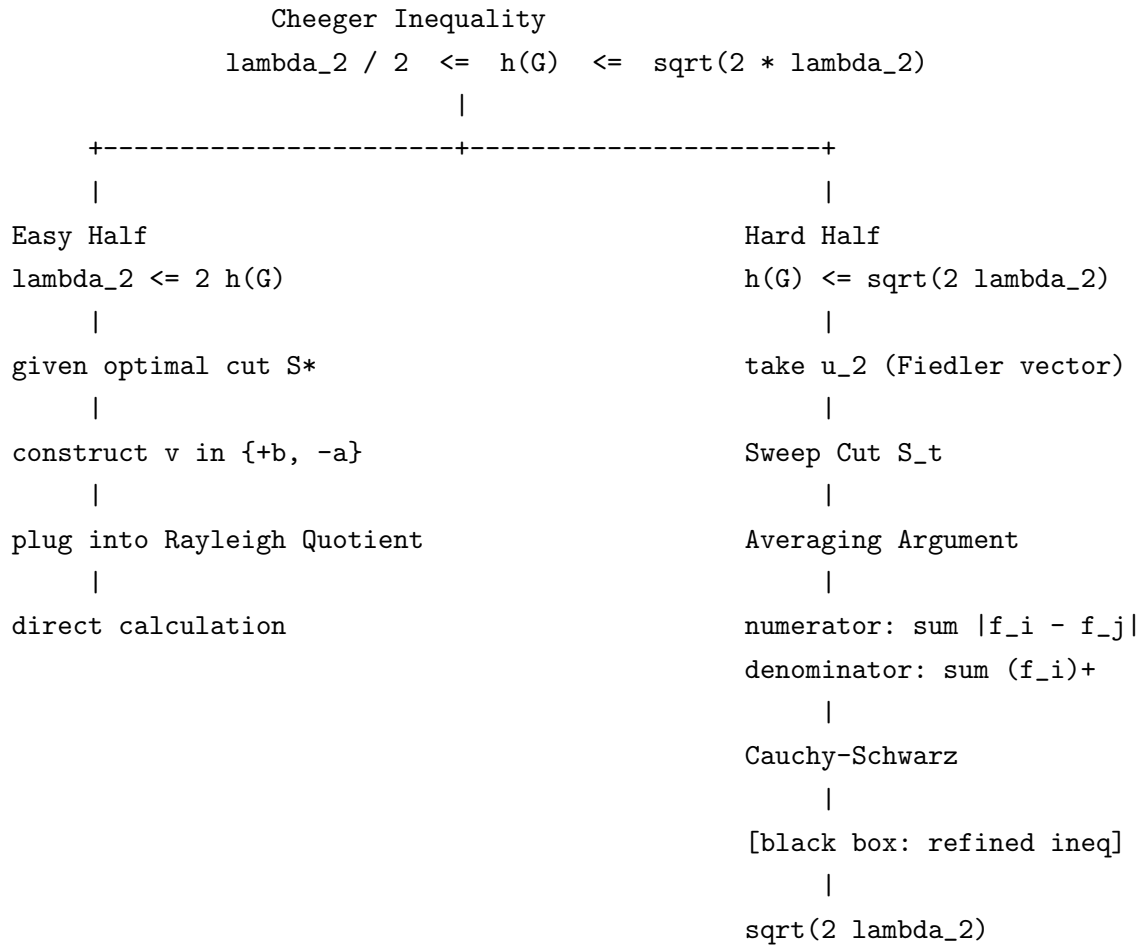 Cheeger Inequality
lambda_2 / 2  <=  h(G)  <=  sqrt(2 * lambda_2)
|
+-----------------------+-----------------------+
|                                               |
Easy Half                                  Hard Half
lambda_2 <= 2 h(G)                         h(G) <= sqrt(2 lambda_2)
|                                               |
given optimal cut S*                       take u_2 (Fiedler vector)
|                                               |
construct v in {+b, -a}                    Sweep Cut S_t
|                                               |
plug into Rayleigh Quotient                Averaging Argument
|                                               |
direct calculation                         numerator: sum |f_i - f_j|
denominator: sum (f_i)+
|
Cauchy-Schwarz
|
[black box: refined ineq]
|
sqrt(2 lambda_2)